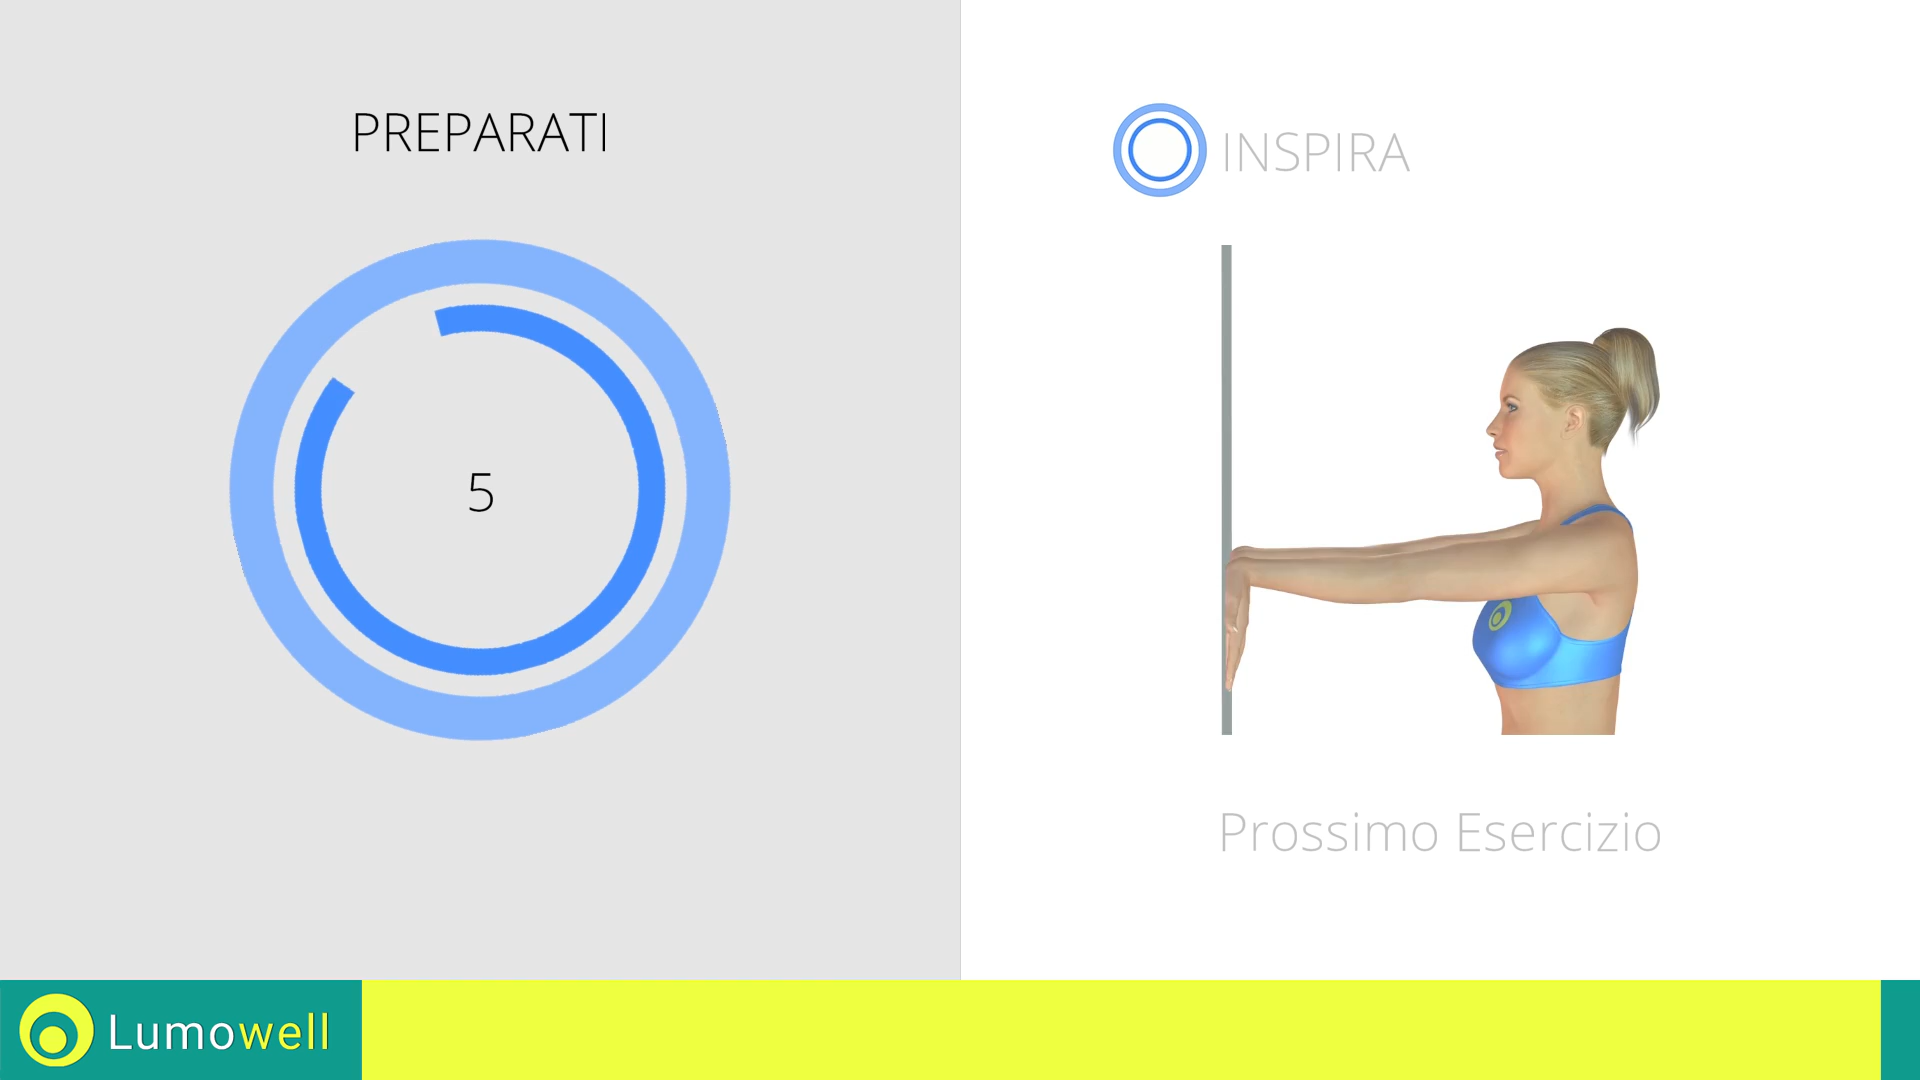 PREPARATI
5
INSPIRA
Prossimo Esercizio
Lumowell